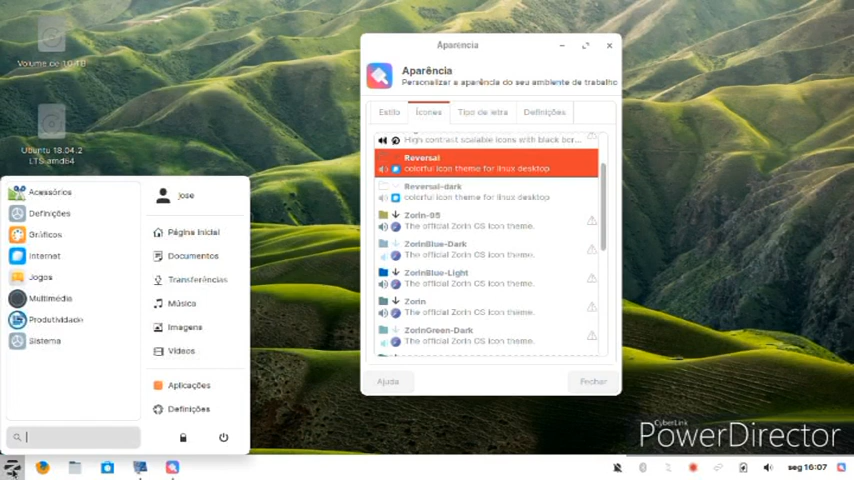 Volume de 1,0 TB
Ubuntu 18.04.2
LTS amd64
Acessórios
Definições
Gráficos
Internet
Jogos
Multimédia
Produtividade
Sistema
jose
Página Inicial
Documentos
Transferências
Música
Imagens
Vídeos
Aplicações
Definições
Aparência
Aparência
Personalizar a aparência do seu ambiente de trabalho
Estilo
Ícones
Tipo de letra
Definições
High contrast scalable icons with black bor...
Reversal
colorful icon theme for linux desktop
Reversal-dark
colorful icon theme for linux desktop
Zorin-05
The official Zorin OS icon theme.
ZorinBlue-Dark
The official Zorin OS icon theme.
ZorinBlue-Light
The official Zorin OS icon theme.
Zorin
The official Zorin OS icon theme.
ZorinGreen-Dark
The official Zorin OS icon theme.
Ajuda
Fechar
CyberLink
PowerDirector
seg 16:07